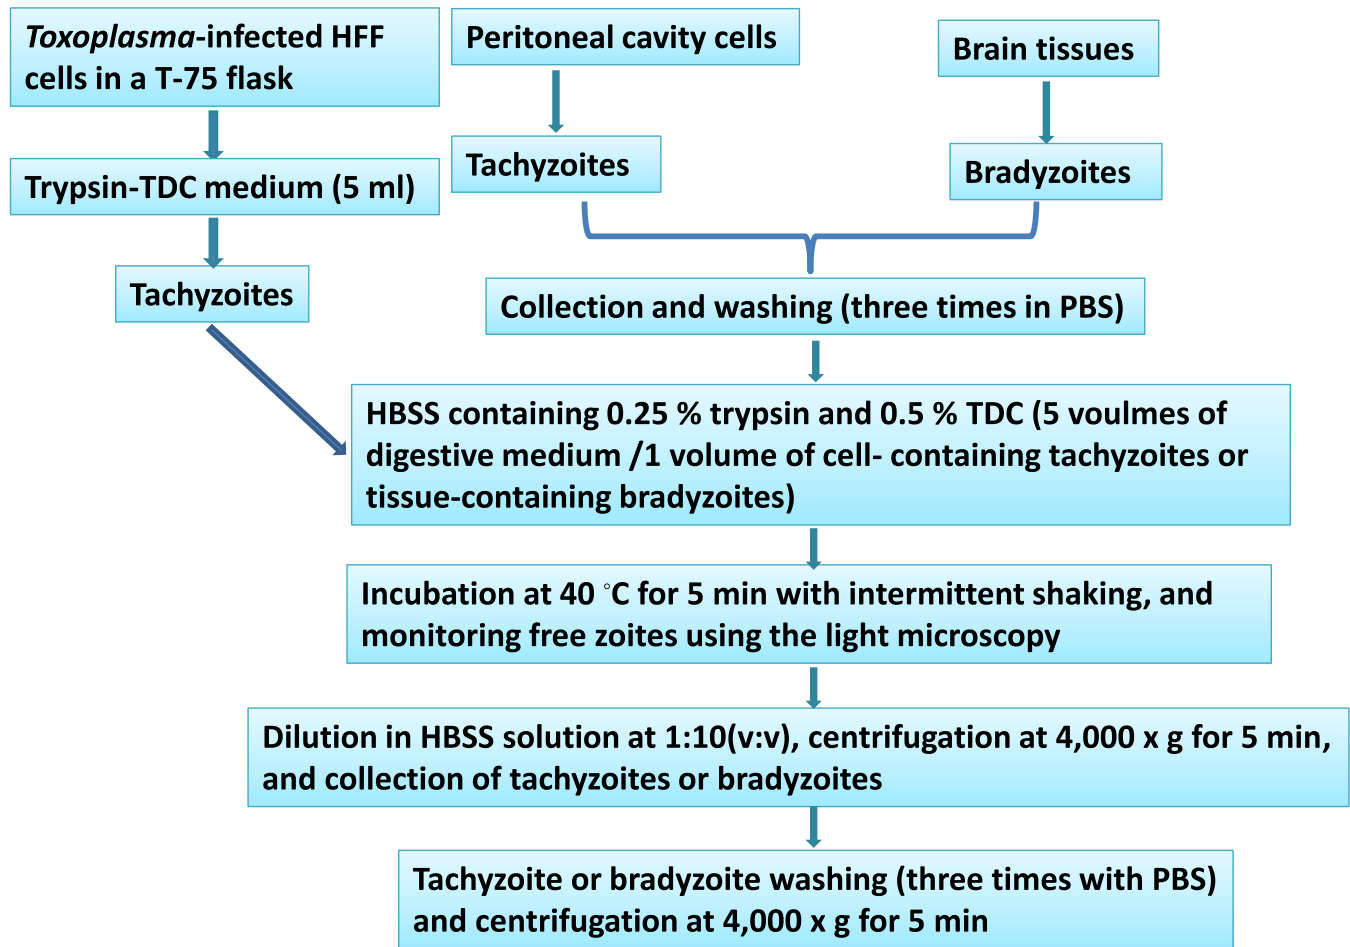 Toxoplasma-infected HFF
cells in a T-75 flask
Trypsin-TDC medium (5 ml)
Tachyzoites
Peritoneal cavity cells
Tachyzoites
Brain tissues
Bradyzoites
Collection and washing (three times in PBS)
HBSS containing 0.25 % trypsin and 0.5 % TDC (5 voulmes of
digestive medium /1 volume of cell- containing tachyzoites or
tissue-containing bradyzoites)
Incubation at 40 °C for 5 min with intermittent shaking, and
monitoring free zoites using the light microscopy
Dilution in HBSS solution at 1:10(v:v), centrifugation at 4,000 x g for 5 min,
and collection of tachyzoites or bradyzoites
Tachyzoite or bradyzoite washing (three times with PBS)
and centrifugation at 4,000 x g for 5 min